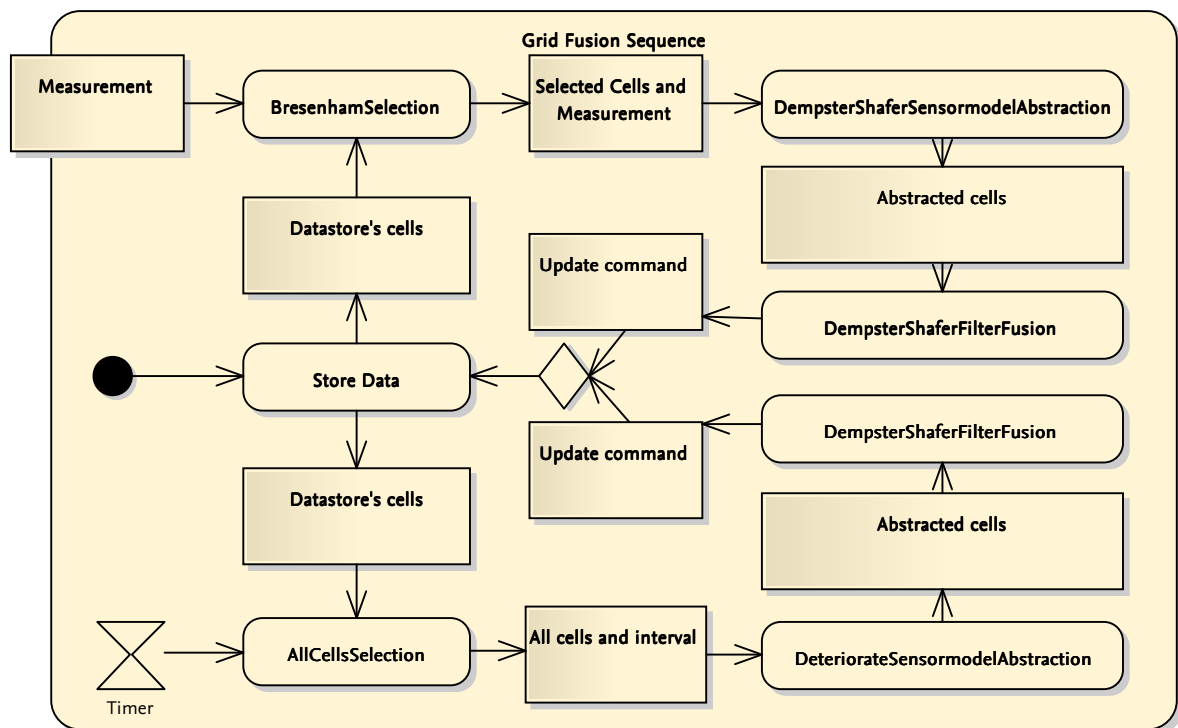 Grid Fusion Sequence
Measurement
BresenhamSelection
Selected Cells and
Measurement
DempsterShaferSensormodelAbstraction
Datastore's cells
Abstracted cells
Update command
DempsterShaferFilterFusion
Store Data
DempsterShaferFilterFusion
Update command
Datastore's cells
Abstracted cells
All cells and interval
AllCellsSelection
DeteriorateSensormodelAbstraction
Timer